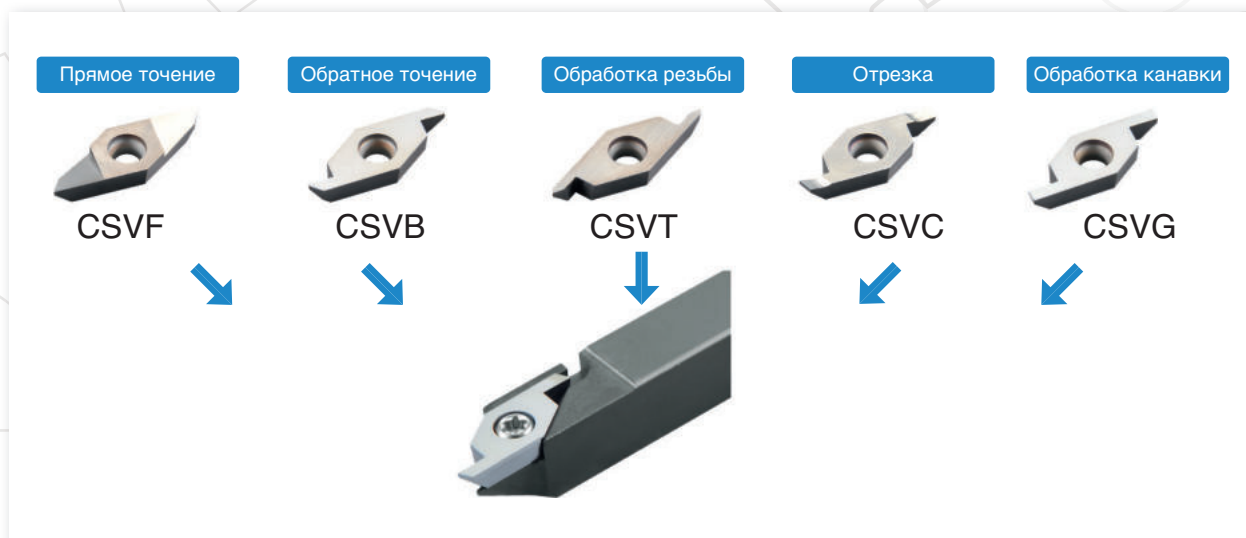 Прямое точение
Обратное точение
Обработка резьбы
Отрезка
Обработка канавки
CSVF
CSVB
CSVT
CSVC
CSVG